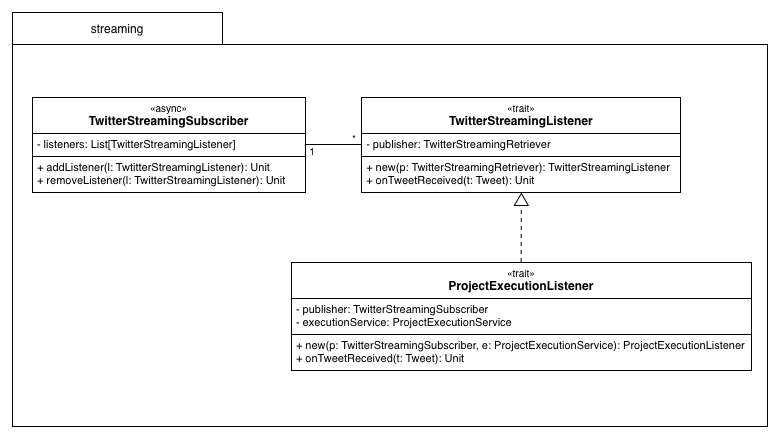 streaming
«async»
TwitterStreamingSubscriber
- listeners: List[TwitterStreamingListener]
+ addListener(l: TwtitterStreamingListener): Unit
+ removeListener(l: TwitterStreamingListener): Unit
1
*
«trait»
TwitterStreamingListener
- publisher: TwitterStreamingRetriever
+ new(p: TwitterStreamingRetriever): TwitterStreamingListener
+ onTweetReceived(t: Tweet): Unit
«trait»
ProjectExecutionListener
- publisher: TwitterStreamingSubscriber
- executionService: ProjectExecutionService
+ new(p: TwitterStreamingSubscriber, e: ProjectExecutionService): ProjectExecutionListener
+ onTweetReceived(t: Tweet): Unit